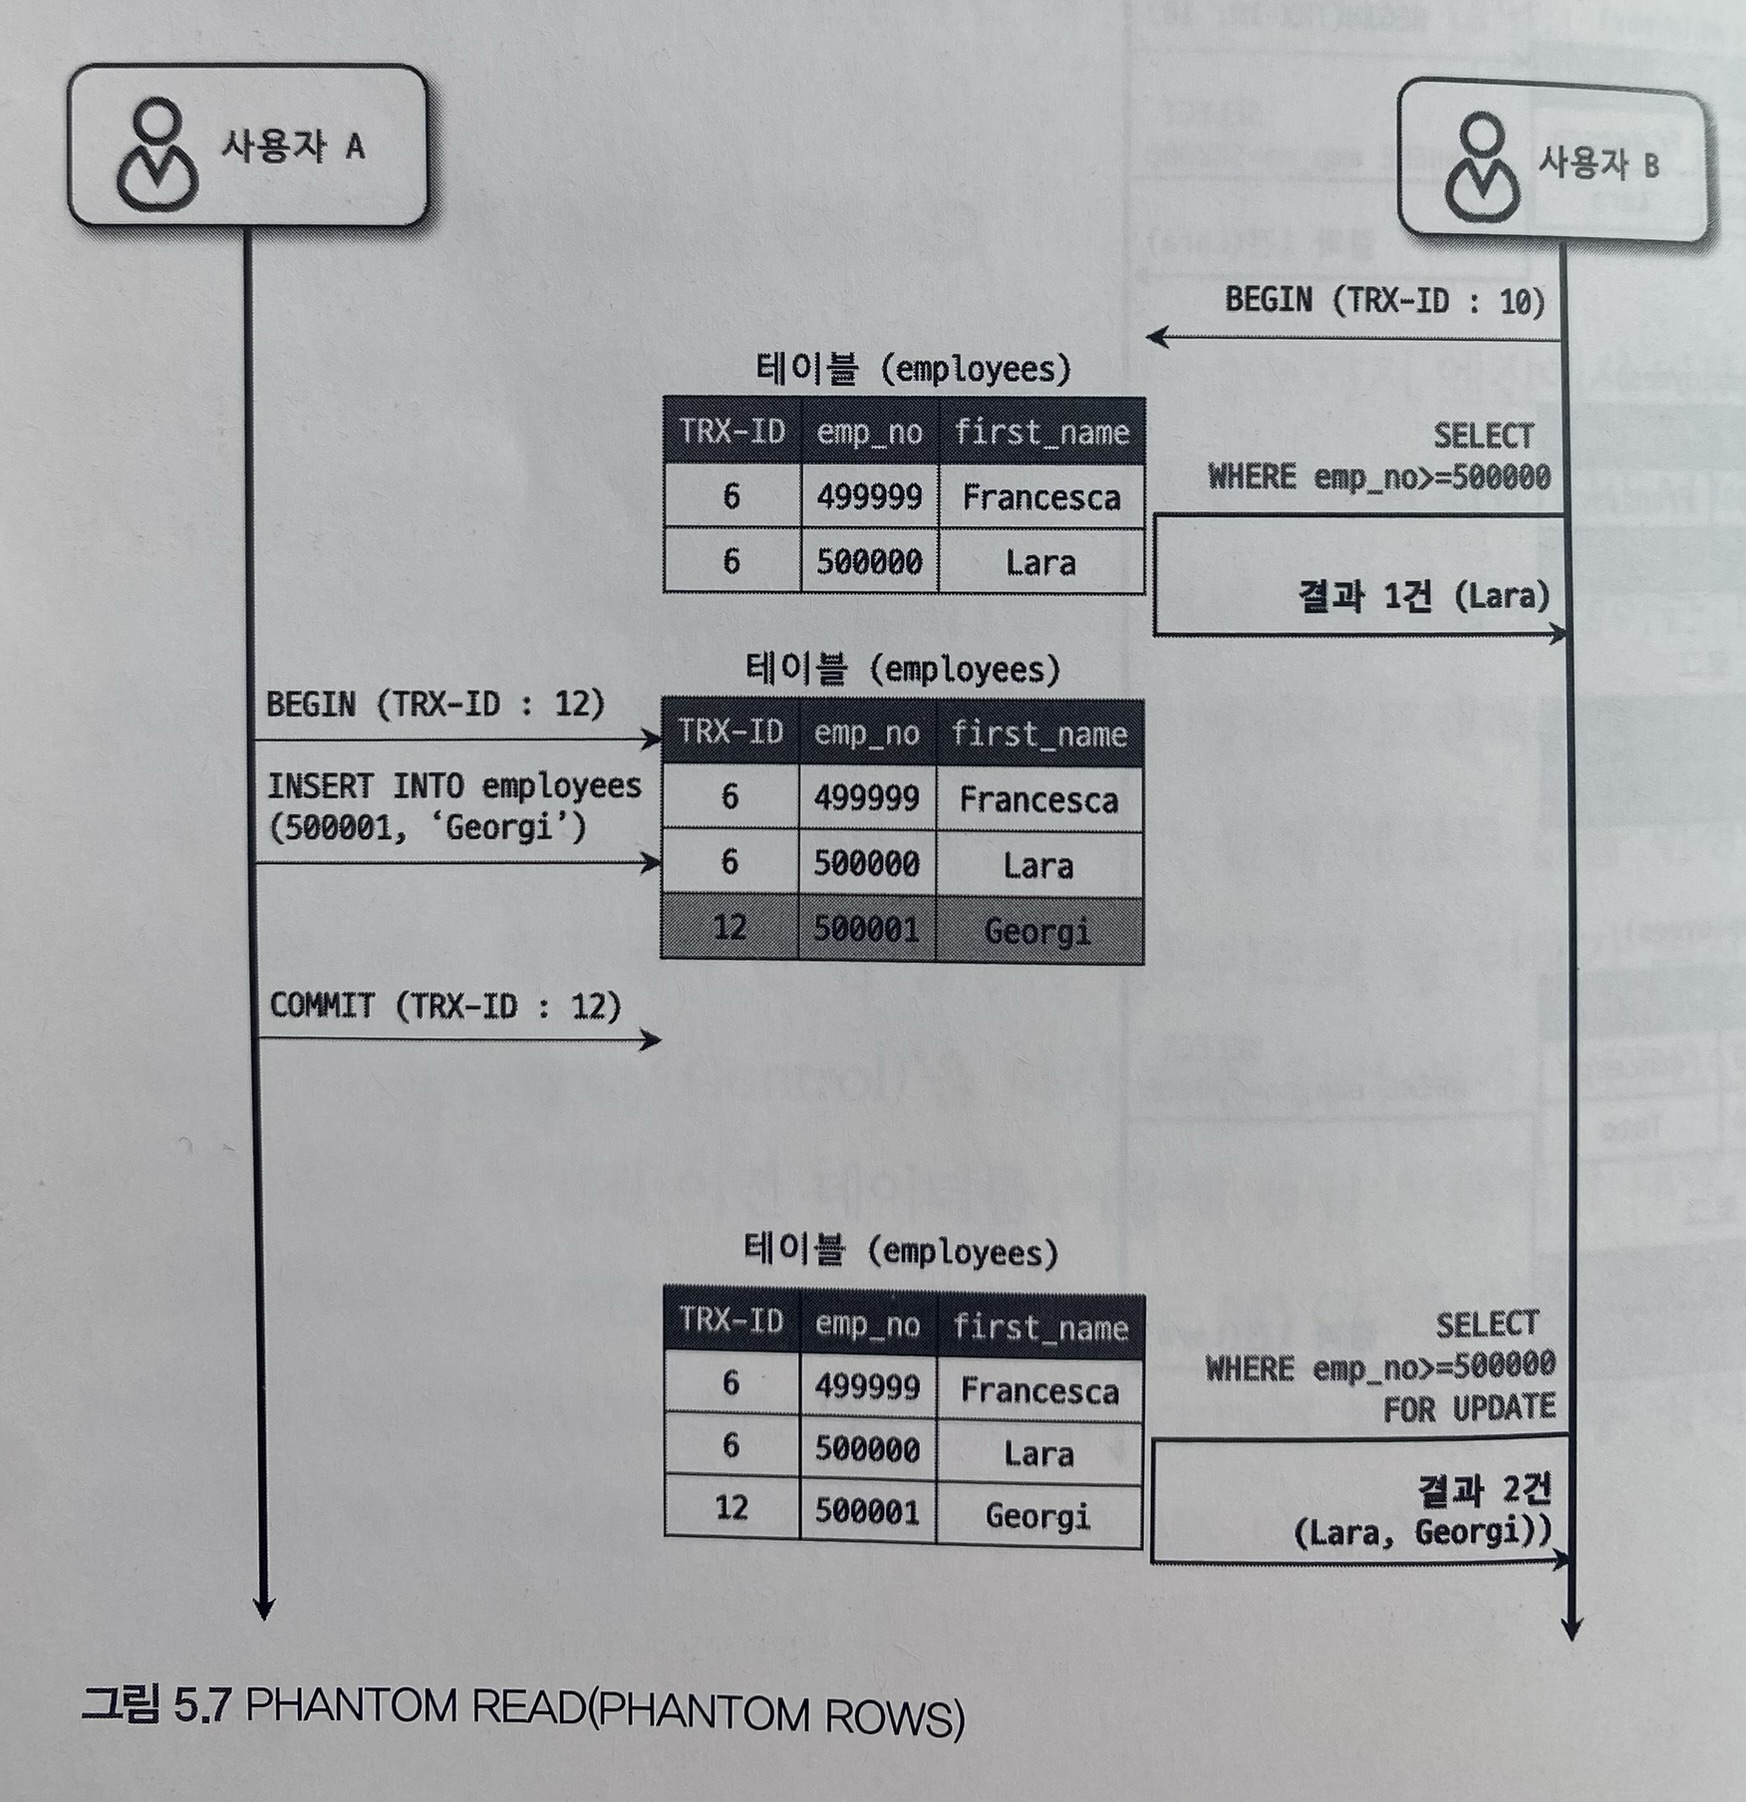 사용자 A
사용자 B
BEGIN (TRX-ID : 10)
테이블 (employees)
TRX-ID emp_no first_name
6 499999 Francesca
6 500000 Lara
SELECT
WHERE emp_no>=500000
결과 1건 (Lara)
BEGIN (TRX-ID : 12)
INSERT INTO employees
(500001, ‘Georgi’)
테이블 (employees)
TRX-ID emp_no first_name
6 499999 Francesca
6 500000 Lara
12 500001 Georgi
COMMIT (TRX-ID : 12)
테이블 (employees)
TRX-ID emp_no first_name
6 499999 Francesca
6 500000 Lara
12 500001 Georgi
SELECT
WHERE emp_no>=500000
FOR UPDATE
결과 2건
(Lara, Georgi))
그림 5.7 PHANTOM READ(PHANTOM ROWS)